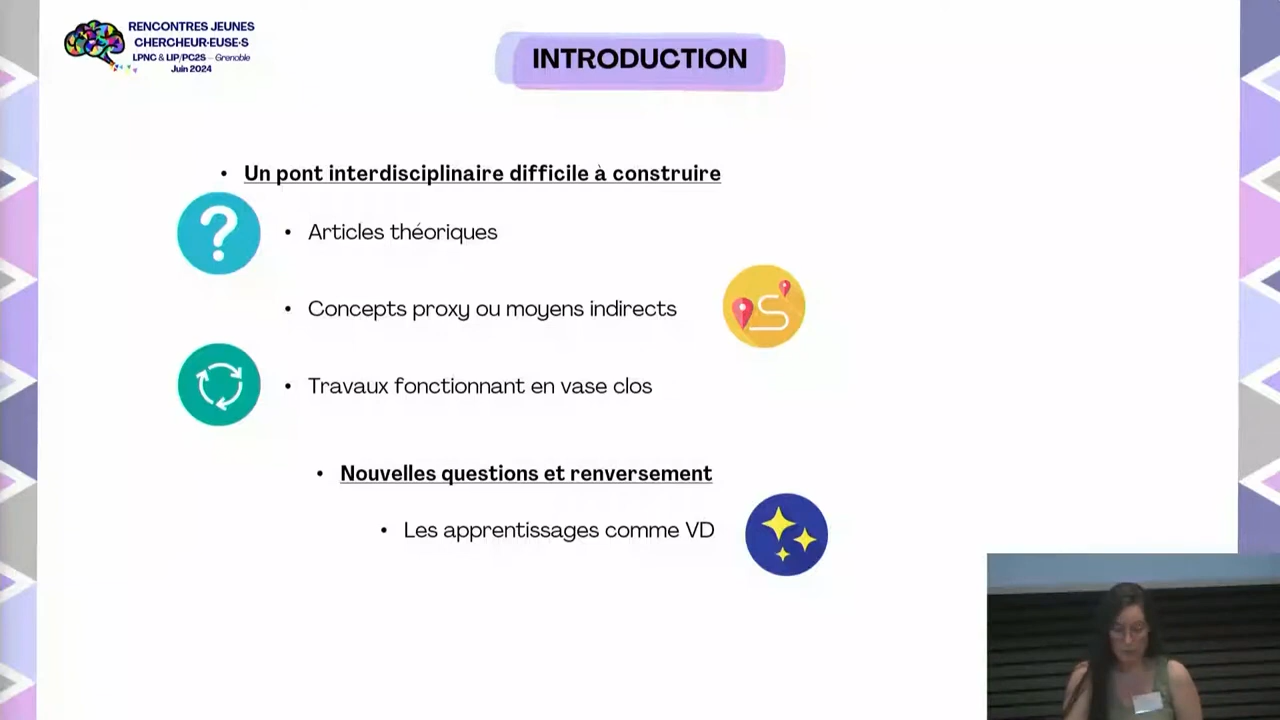 RENCONTRES JEUNES
CHERCHEUR·EUSE·S
LPNC & LIP/PC2S – Grenoble
Juin 2024
INTRODUCTION
• Un pont interdisciplinaire difficile à construire
?
• Articles théoriques
• Concepts proxy ou moyens indirects
• Travaux fonctionnant en vase clos
• Nouvelles questions et renversement
• Les apprentissages comme VD